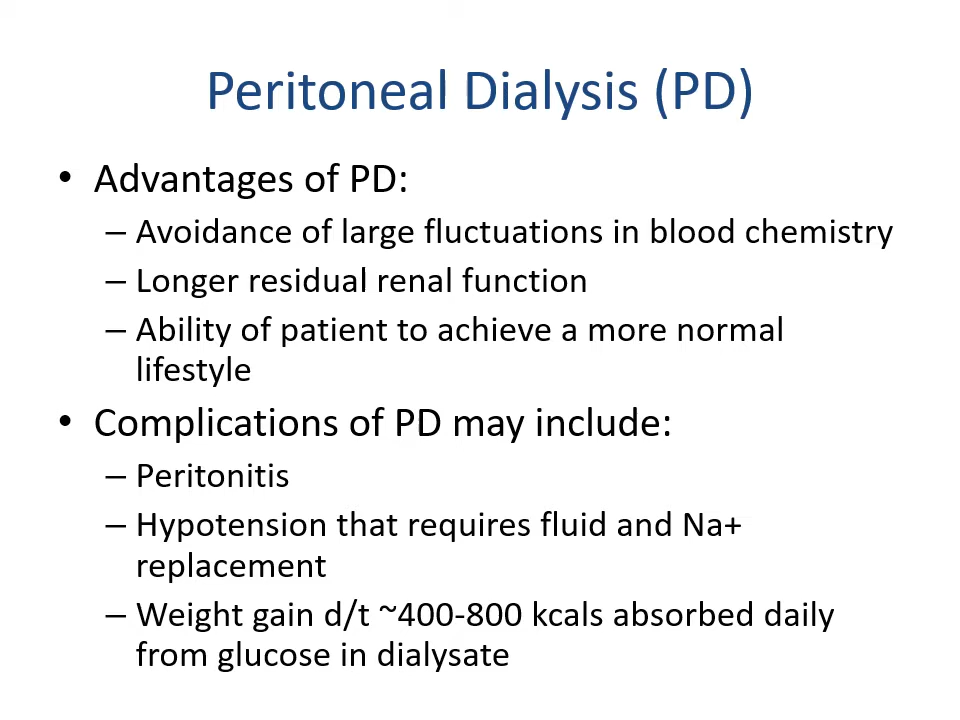 Peritoneal Dialysis (PD)
• Advantages of PD:
– Avoidance of large fluctuations in blood chemistry
– Longer residual renal function
– Ability of patient to achieve a more normal
lifestyle
• Complications of PD may include:
– Peritonitis
– Hypotension that requires fluid and Na+
replacement
– Weight gain d/t ~400-800 kcals absorbed daily
from glucose in dialysate